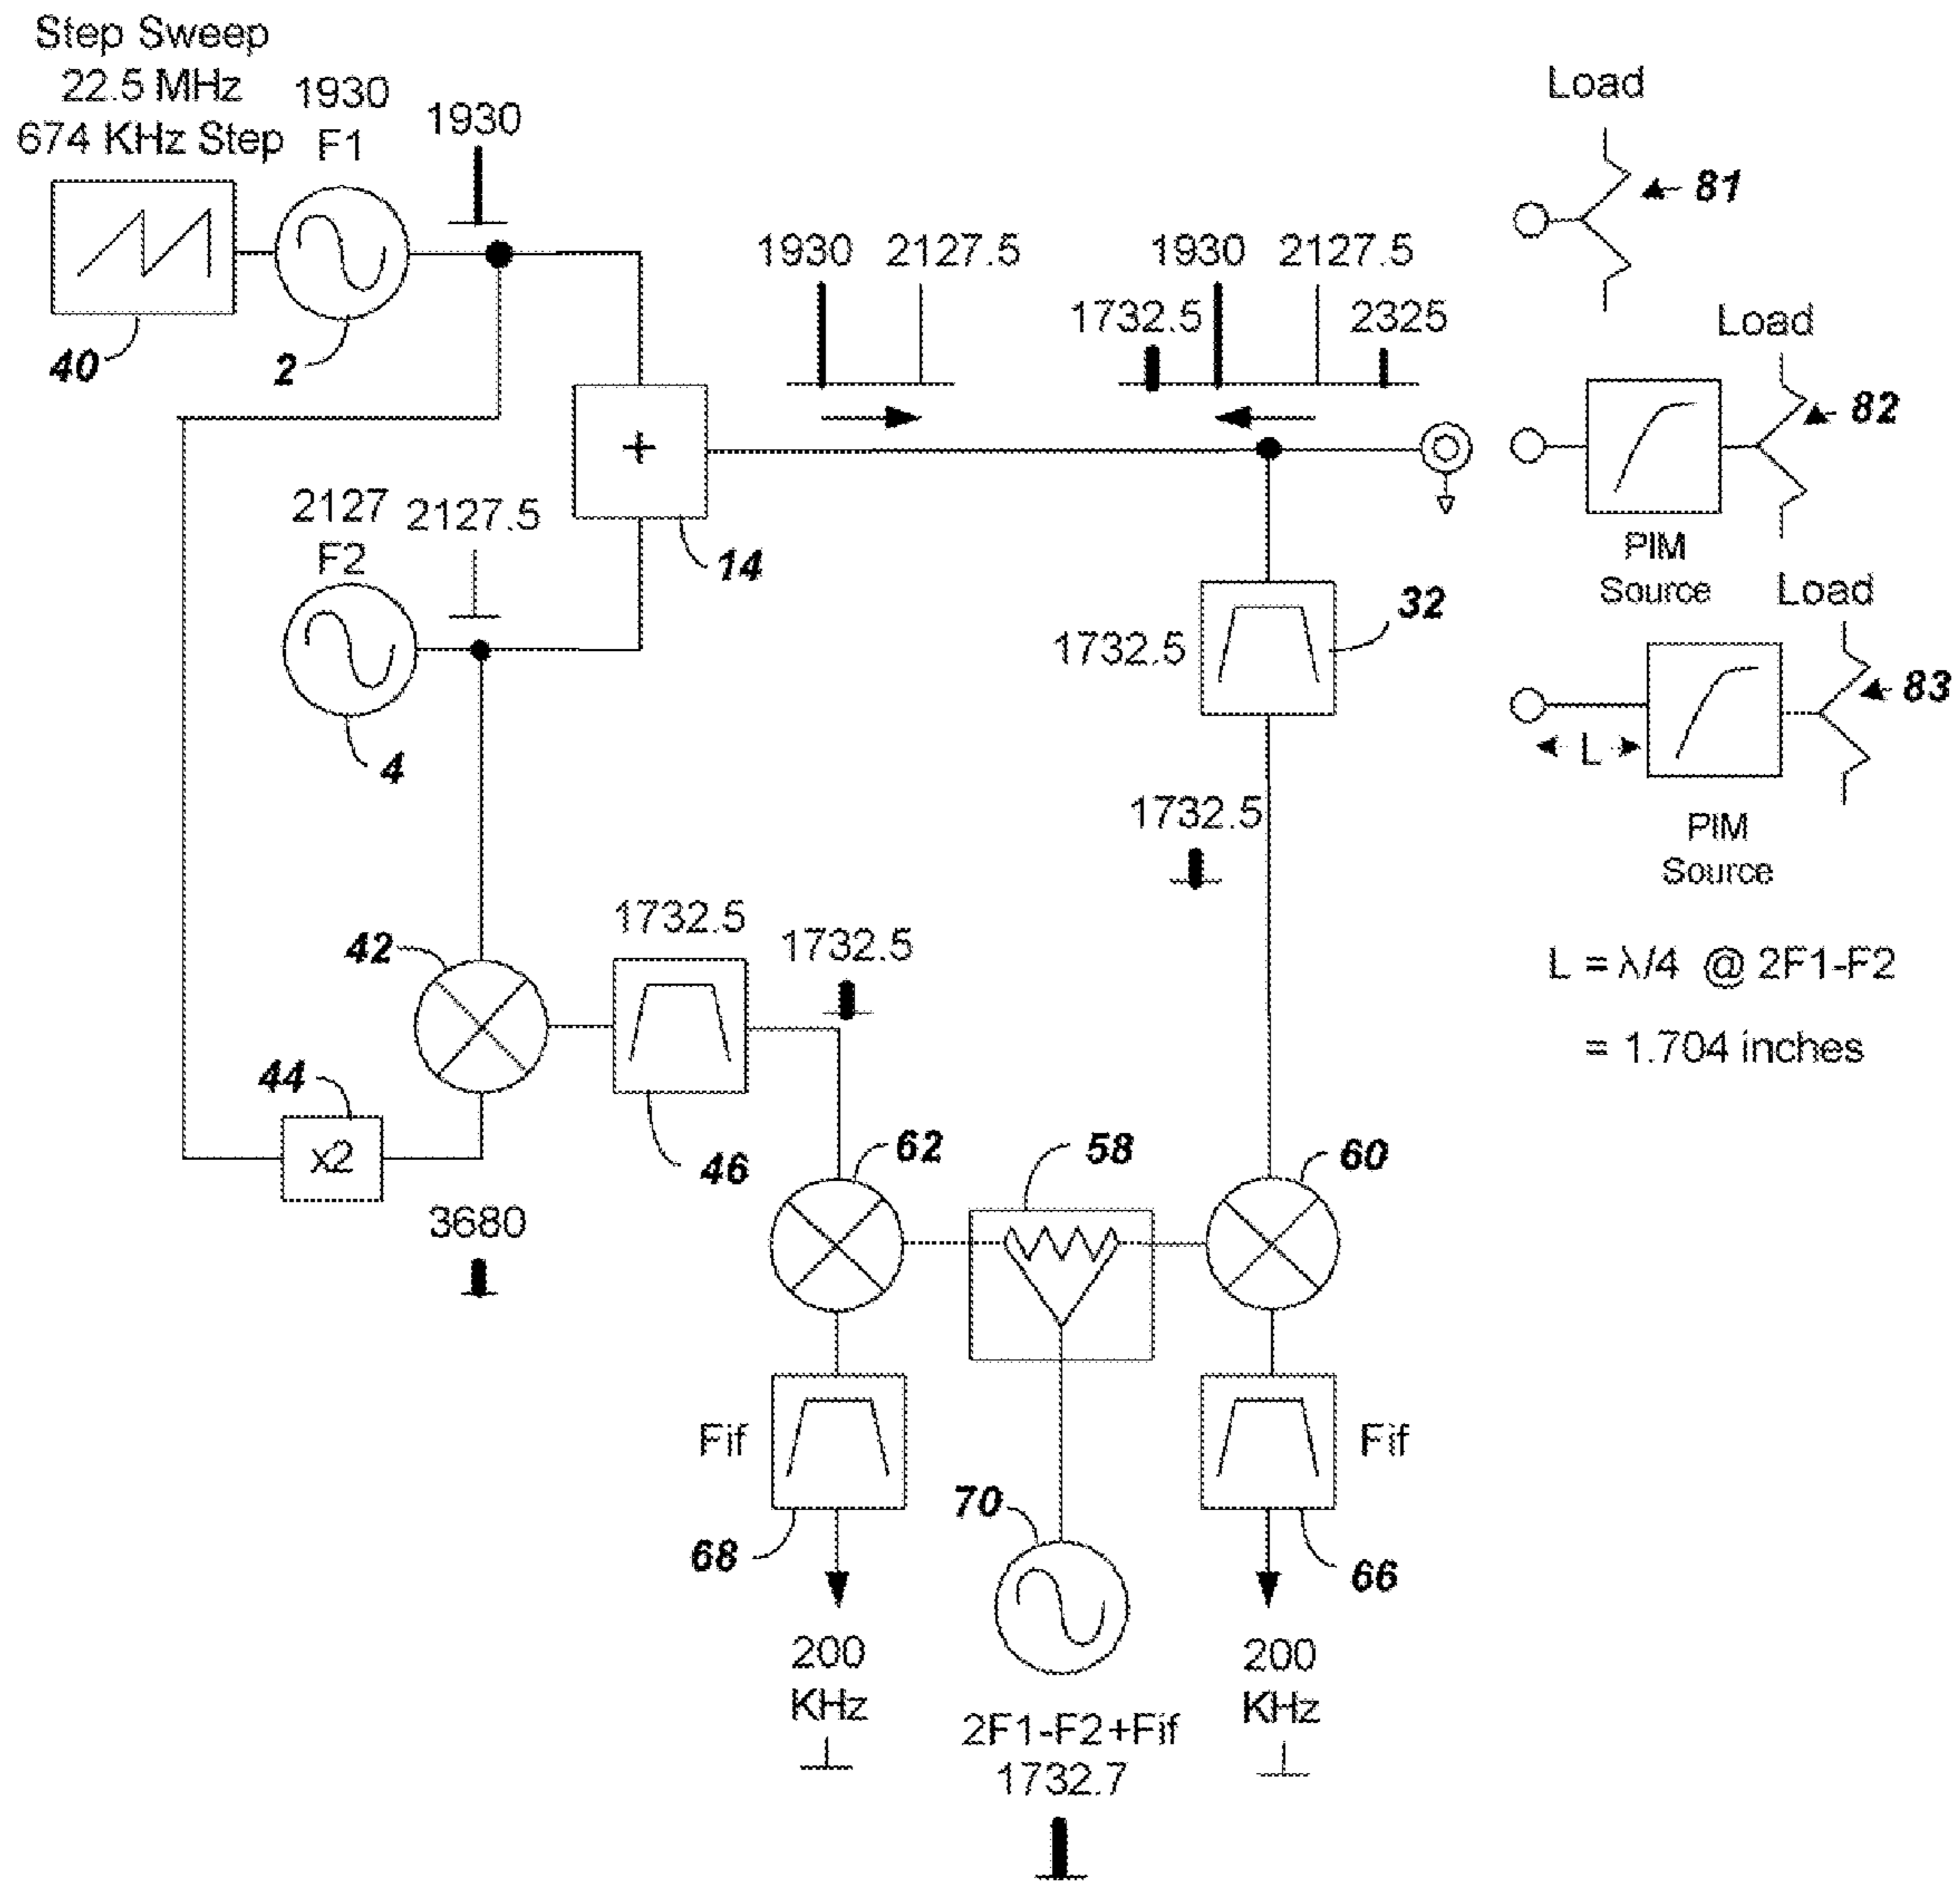 Step Sweep
22.5 MHz
674 KHz Step
1930
F1
1930
40
2
1930
2127.5
1930
2127.5
1732.5
2325
Load
81
Load
82
PIM
Source
+
14
2127
F2
2127.5
4
1732.5
32
Load
83
L
PIM
Source
1732.5
L = λ/4 @ 2F1-F2
= 1.704 inches
42
1732.5
1732.5
44
x2
46
3680
62
58
60
Fif
Fif
68
70
66
200
KHz
200
KHz
2F1-F2+Fif
1732.7